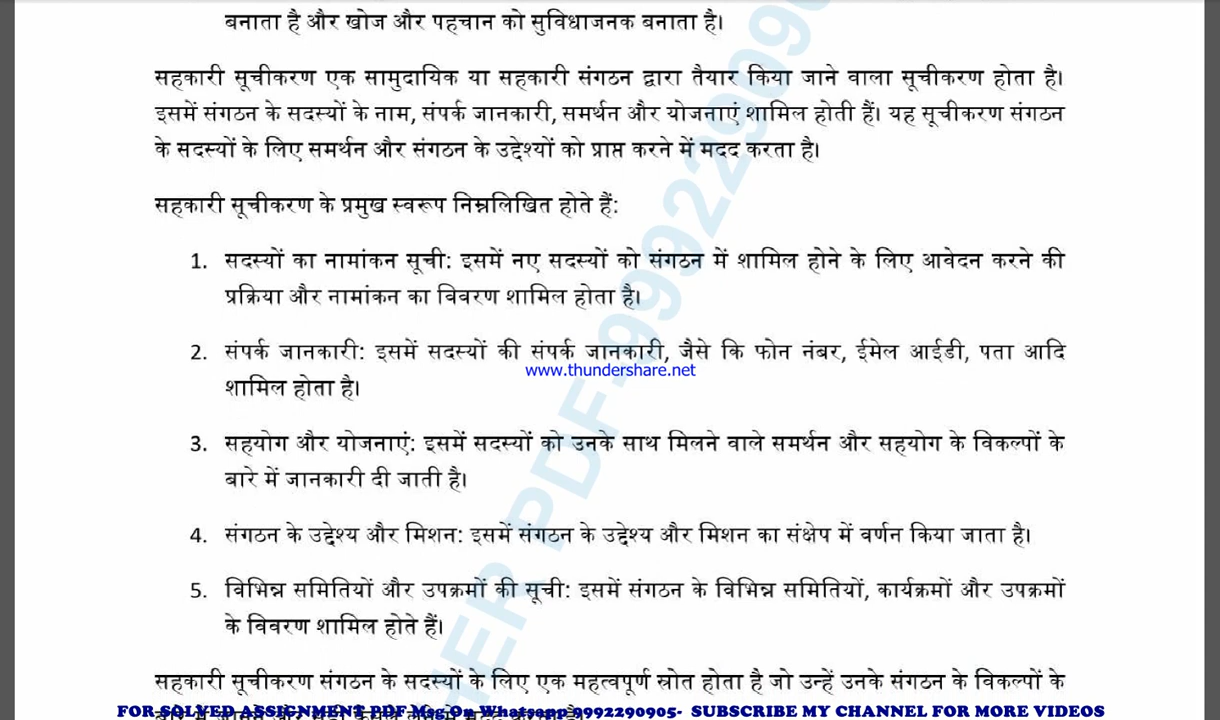 बनाता है और खोज और पहचान को सुविधाजनक बनाता है।
सहकारी सूचीकरण एक सामुदायिक या सहकारी संगठन द्वारा तैयार किया जाने वाला सूचीकरण होता है।
इसमें संगठन के सदस्यों के नाम, संपर्क जानकारी, समर्थन और योजनाएं शामिल होती हैं। यह सूचीकरण संगठन
के सदस्यों के लिए समर्थन और संगठन के उद्देश्यों को प्राप्त करने में मदद करता है।
सहकारी सूचीकरण के प्रमुख स्वरूप निम्नलिखित होते हैं:
1. सदस्यों का नामांकन सूची: इसमें नए सदस्यों को संगठन में शामिल होने के लिए आवेदन करने की
प्रक्रिया और नामांकन का विवरण शामिल होता है।
2. संपर्क जानकारी: इसमें सदस्यों की संपर्क जानकारी, जैसे कि फोन नंबर, ईमेल आईडी, पता आदि
www.thundershare.net
शामिल होता है।
3. सहयोग और योजनाएं: इसमें सदस्यों को उनके साथ मिलने वाले समर्थन और सहयोग के विकल्पों के
बारे में जानकारी दी जाती है।
4. संगठन के उद्देश्य और मिशन: इसमें संगठन के उद्देश्य और मिशन का संक्षेप में वर्णन किया जाता है।
5. विभिन्न समितियों और उपक्रमों की सूची: इसमें संगठन के विभिन्न समितियों, कार्यक्रमों और उपक्रमों
के विवरण शामिल होते हैं।
सहकारी सूचीकरण संगठन के सदस्यों के लिए एक महत्वपूर्ण स्रोत होता है जो उन्हें उनके संगठन के विकल्पों के
FOR SOLVED ASSIGNMENT PDF Msg On Whatsapp 9992290905- SUBSCRIBE MY CHANNEL FOR MORE VIDEOS
HER PDF-999229090